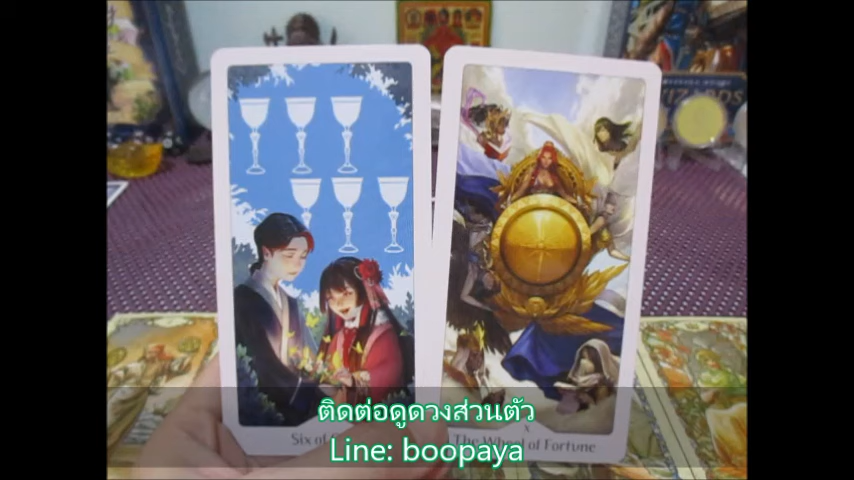 WIZARDS
Six of
X
The Wheel of Fortune
ติดต่อดูดวงส่วนตัว
Line: boopaya